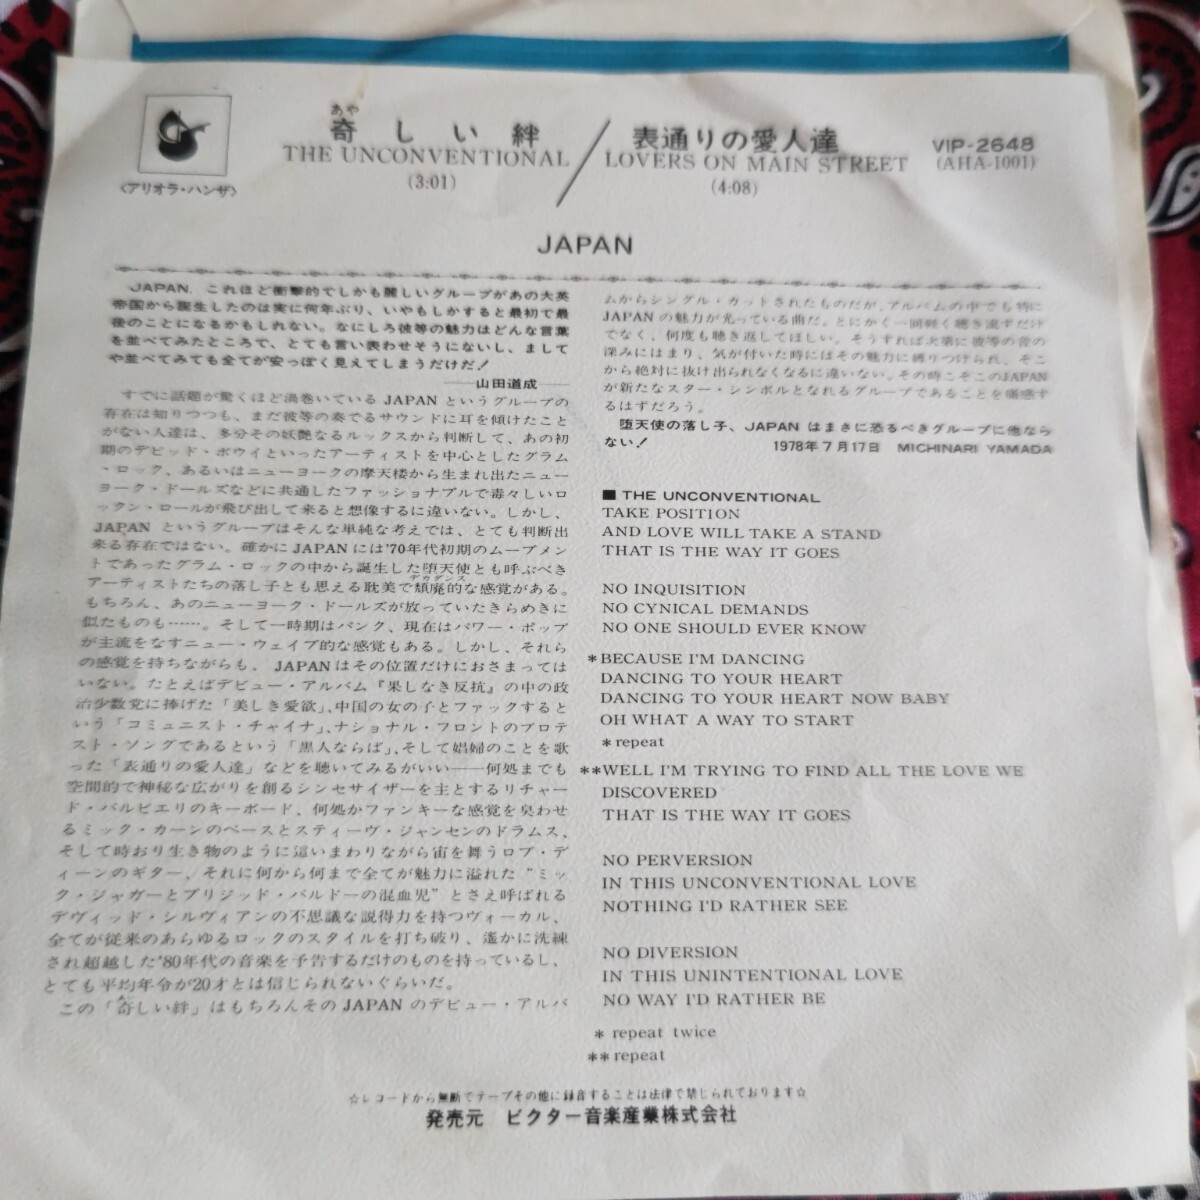 あや
奇しい絆
THE UNCONVENTIONAL
(3:01)
表通りの愛人達
LOVERS ON MAIN STREET
(4:08)
VIP-2648
(AHA-1001)
〈アリオラ・ハンザ〉
JAPAN
JAPAN. これほど衝撃的でしかも麗しいグループがあの大英
帝国から誕生したのは実に何年ぶり、いやもしかすると最初で最
後のことになるかもしれない。なにしろ彼等の魅力はどんな言葉
を並べてみたところで、とても言い表わせそうにないし、まして
や並べてみても全てが安っぽく見えてしまうだけだ!
——山田道成——
すでに話題が驚くほど渦巻いている JAPAN というグループの
存在は知りつつも、まだ彼等の奏でるサウンドに耳を傾けたこと
がない人達は、多分その妖艶なるルックスから判断して、あの初
期のデビッド・ボウイといったアーティストを中心としたグラム
・ロック、あるいはニューヨークの摩天楼から生まれ出たニュー
ヨーク・ドールズなどに共通したファッショナブルで毒々しいロ
ックン・ロールが飛び出して来ると想像するに違いない。しかし、
JAPAN というグループはそんな単純な考えでは、とても判断出
来る存在ではない。確かに JAPAN には'70年代初期のムーブメン
トであったグラム・ロックの中から誕生した堕天使とも呼ぶべき
アーティストたちの落し子とも思える耽美で頽廃的な感覚がある。
デカダンス
もちろん、あのニューヨーク・ドールズが放っていたきらめきに
似たものも……。そして一時期はパンク、現在はパワー・ポップ
が主流をなすニュー・ウェイブ的な感覚もある。しかし、それら
の感覚を持ちながらも、JAPANはその位置だけにおさまっては
いない。たとえばデビュー・アルバム『果しなき反抗』の中の政
治少数党に捧げた「美しき愛欲」、中国の女の子とファックすると
いう「コミュニスト・チャイナ」、ナショナル・フロントのプロテ
スト・ソングであるという「黒人ならば」、そして娼婦のことを歌
った「表通りの愛人達」などを聴いてみるがいい——何処までも
空間的で神秘な広がりを創るシンセサイザーを主とするリチャー
ド・バルビエリのキーボード、何処かファンキーな感覚を臭わせ
るミック・カーンのベースとスティーヴ・ジャンセンのドラムス、
そして時おり生き物のように這いまわりながら宙を舞うロブ・デ
ィーンのギター、それに何から何まで全てが魅力に溢れた“ミッ
ク・ジャガーとブリジッド・バルドーの混血児”とさえ呼ばれる
デヴィッド・シルヴィアンの不思議な説得力を持つヴォーカル、
全てが従来のあらゆるロックのスタイルを打ち破り、遙かに洗練
され超越した'80年代の音楽を予告するだけのものを持っているし、
とても平均年令が20才とは信じられないぐらいだ。
この「奇しい絆」はもちろんその JAPAN のデビュー・アルバ
ムからシングル・カットされたものだが、アルバムの中でも特に
JAPANの魅力が光っている曲だ。とにかく一回軽く聴き流すだけ
でなく、何度も聴き返してほしい。そうすれば次第に彼等の音の
深みにはまり、気が付いた時にはその魅力に縛りつけられ、そこ
から絶対に抜け出られなくなるに違いない。その時こそこのJAPAN
が新たなスター・シンボルとなれるグループであることを痛感す
るはずだろう。
堕天使の落し子、JAPAN はまさに恐るべきグループに他なら
ない!
1978年7月17日 MICHINARI YAMADA
■ THE UNCONVENTIONAL
TAKE POSITION
AND LOVE WILL TAKE A STAND
THAT IS THE WAY IT GOES
NO INQUISITION
NO CYNICAL DEMANDS
NO ONE SHOULD EVER KNOW
*BECAUSE I'M DANCING
DANCING TO YOUR HEART
DANCING TO YOUR HEART NOW BABY
OH WHAT A WAY TO START
*repeat
**WELL I'M TRYING TO FIND ALL THE LOVE WE
DISCOVERED
THAT IS THE WAY IT GOES
NO PERVERSION
IN THIS UNCONVENTIONAL LOVE
NOTHING I'D RATHER SEE
NO DIVERSION
IN THIS UNINTENTIONAL LOVE
NO WAY I'D RATHER BE
* repeat twice
**repeat
☆レコードから無断でテープその他に録音することは法律で禁じられております☆
発売元 ビクター音楽産業株式会社